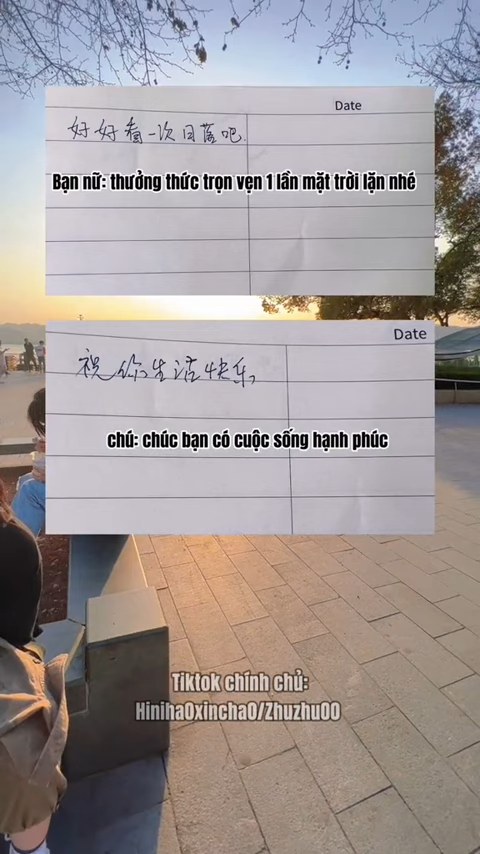 Date
好好看一次日落吧
Bạn nữ: thưởng thức trọn vẹn 1 lần mặt trời lặn nhé
Date
祝你生活快乐,
chú: chúc bạn có cuộc sống hạnh phúc
Tiktok chính chủ:
Hiniha0xincha0/Zhuzhu00